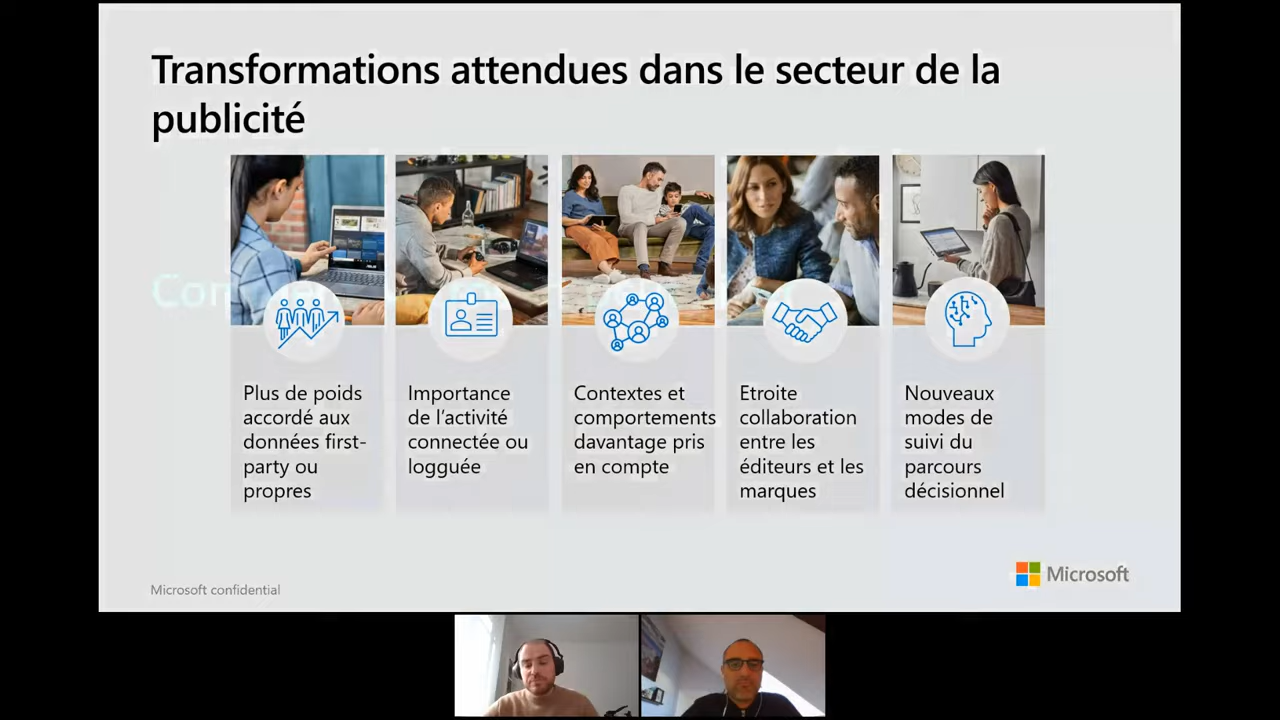 Transformations attendues dans le secteur de la
publicité
Plus de poids
accordé aux
données first-
party ou
propres
Importance
de l'activité
connectée ou
logguée
Contextes et
comportements
davantage pris
en compte
Etroite
collaboration
entre les
éditeurs et les
marques
Nouveaux
modes de
suivi du
parcours
décisionnel
Microsoft confidential
Microsoft